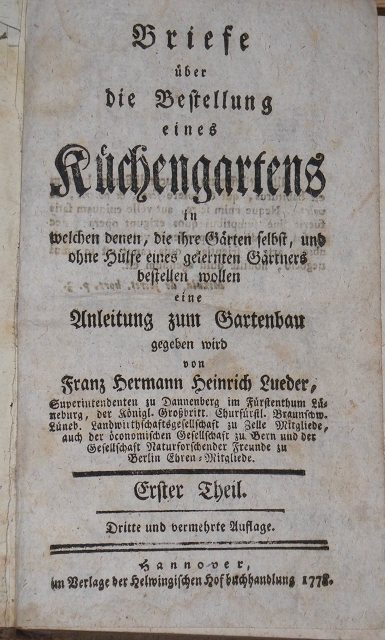 Briefe
über
die Bestellung
eines
Küchengartens
in
welchen denen, die ihre Gärten selbst, und
ohne Hülfe eines gelernten Gärtners
bestellen wollen
eine
Anleitung zum Gartenbau
gegeben wird
von
Franz Hermann Heinrich Lueder,
Superintendenten zu Dannenberg im Fürstenthum Lü-
neburg, der Königl. Großbritt. Churfürstl. Braunschw.
Lüneb. Landwirthschaftsgesellschaft zu Zelle Mitgliede,
auch der öconomischen Gesellschaft zu Bern und der
Gesellschaft Naturforschender Freunde zu
Berlin Ehren-Mitgliede.
Erster Theil.
Dritte und vermehrte Auflage.
Hannover,
im Verlage der Helwingischen Hofbuchhandlung 1778.